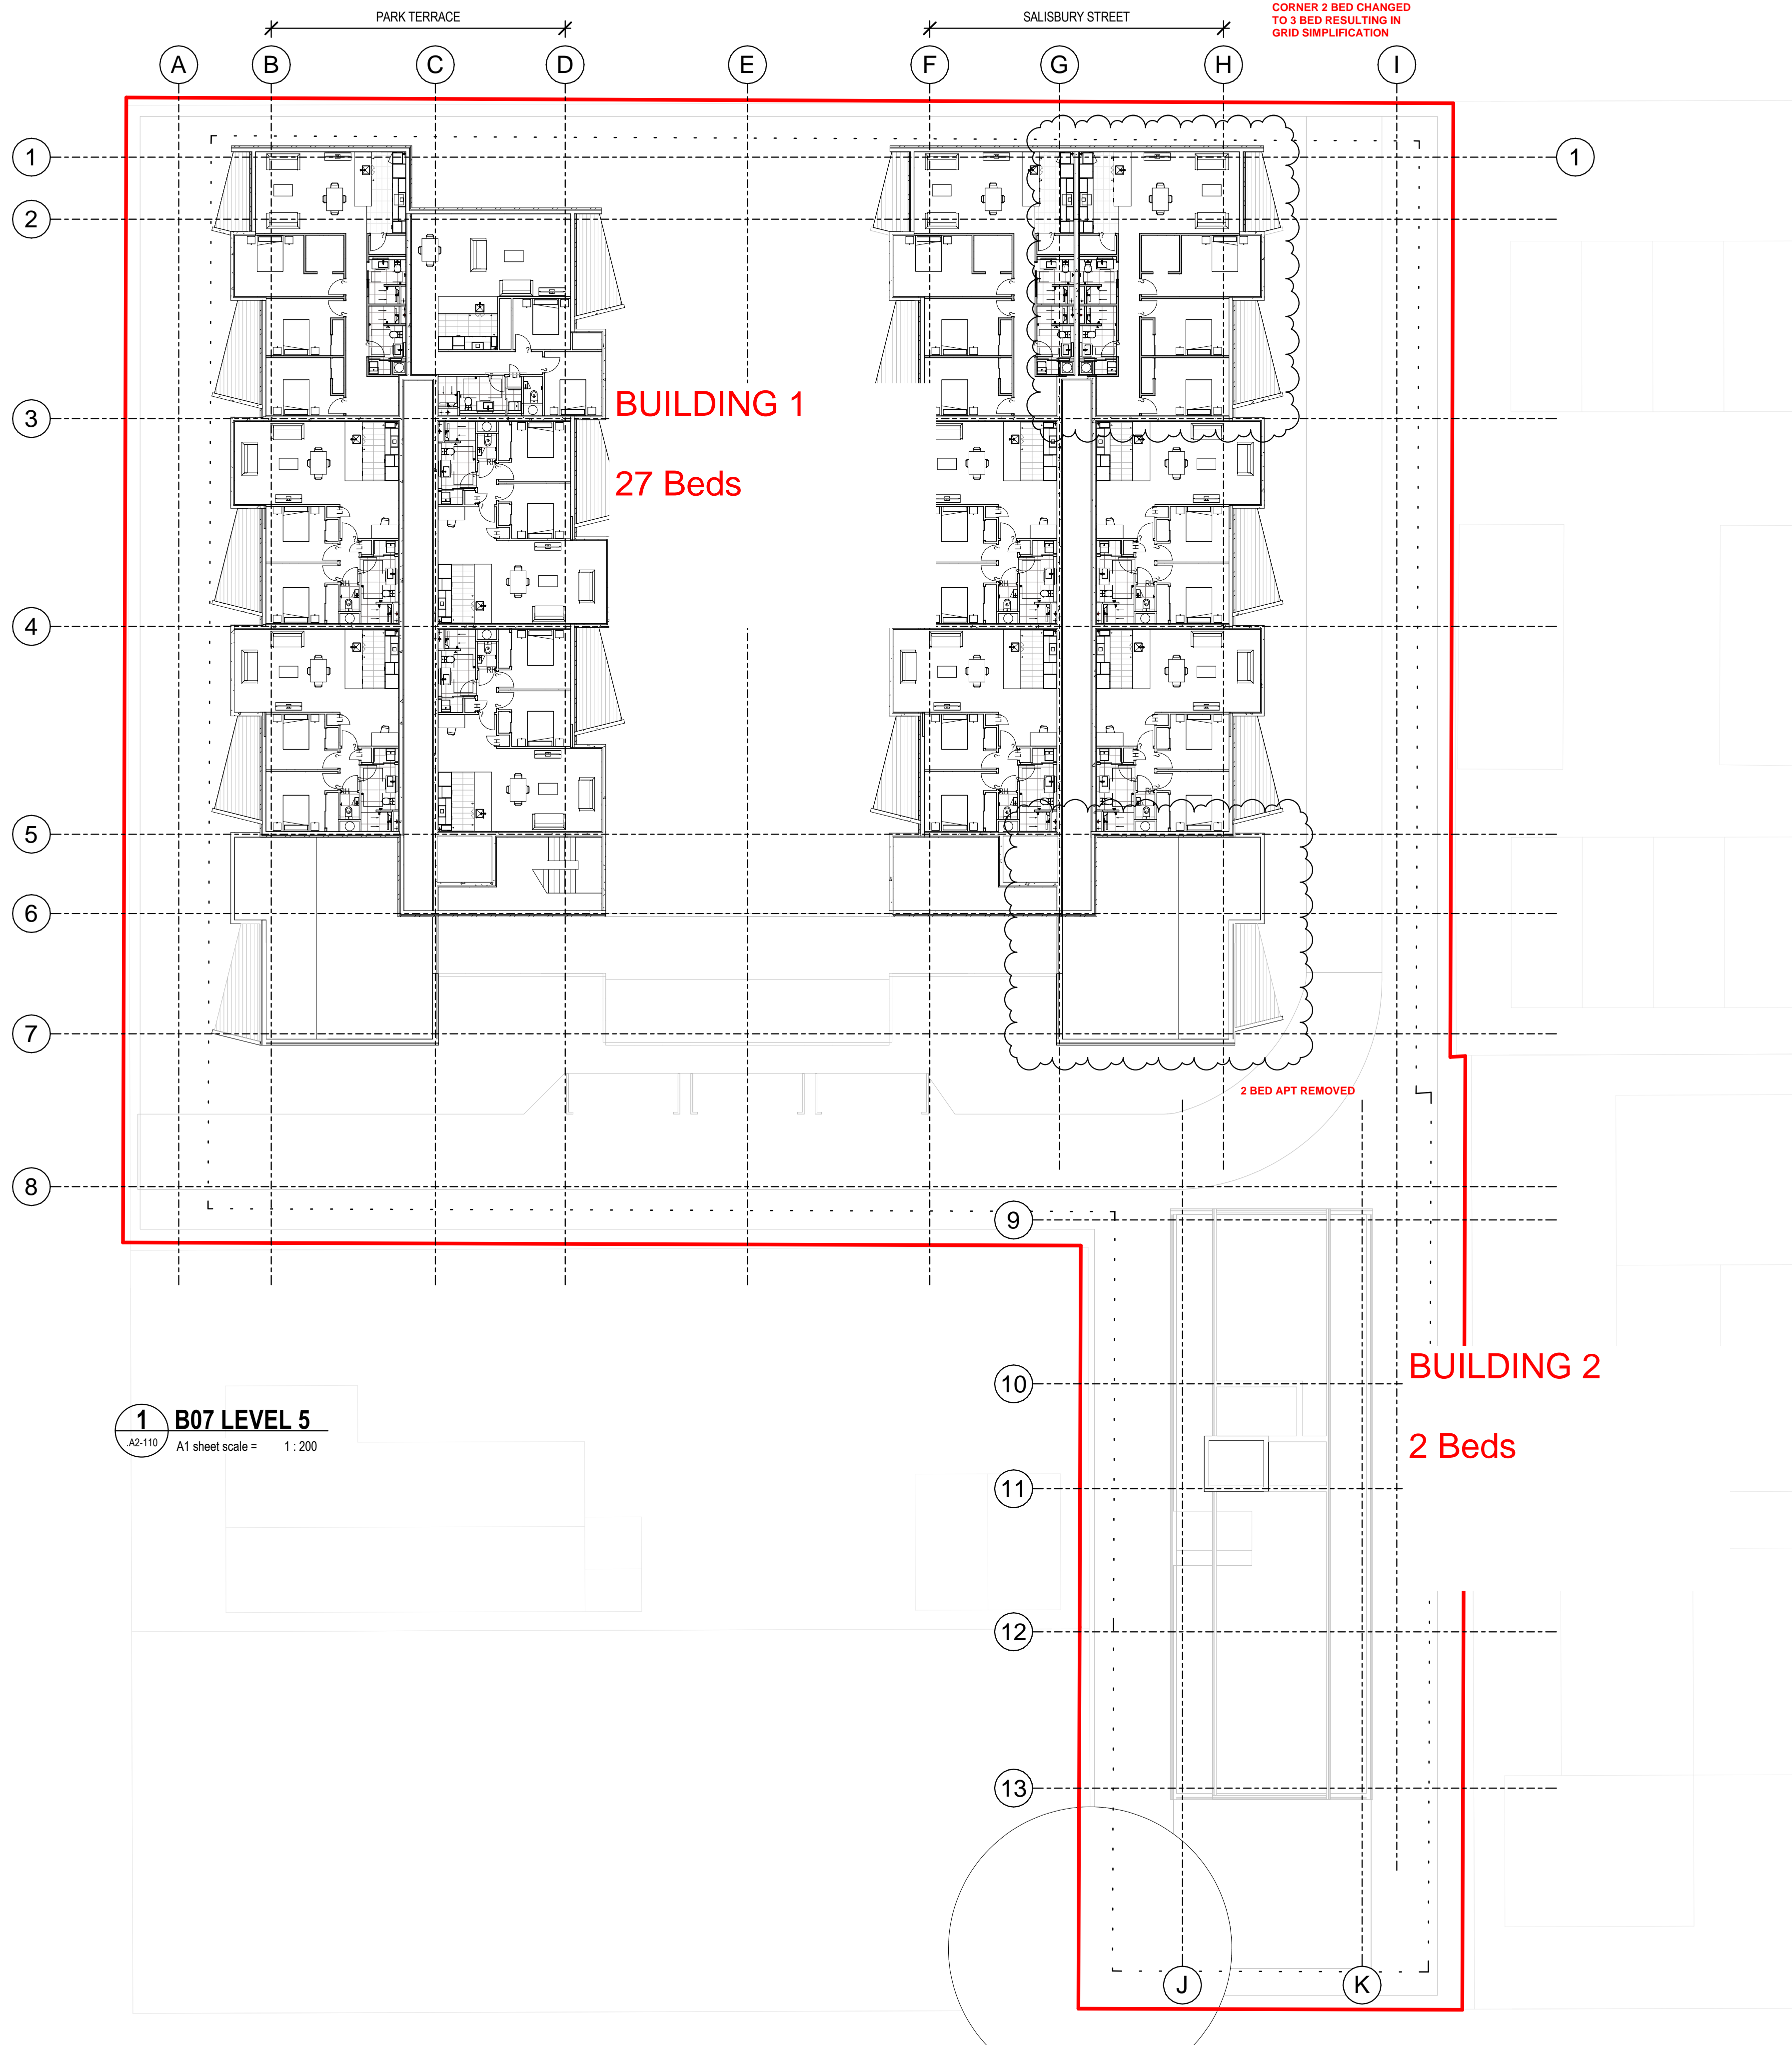 PARK TERRACE
SALISBURY STREET
CORNER 2 BED CHANGED
TO 3 BED RESULTING IN
GRID SIMPLIFICATION
A
B
C
D
E
F
G
H
I
1
1
2
3
BUILDING 1
27 Beds
4
5
6
7
2 BED APT REMOVED
8
9
BUILDING 2
10
2 Beds
1
B07 LEVEL 5
.A2-110
A1 sheet scale = 1 : 200
11
12
13
J
K